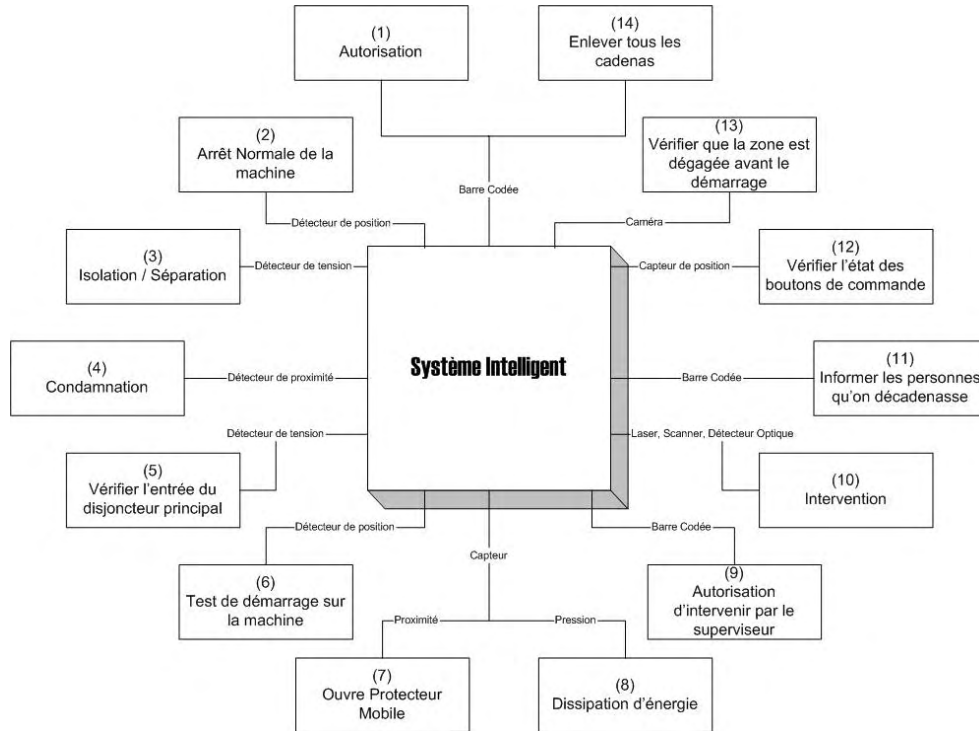 (1)
Autorisation
(14)
Enlever tous les
cadenas
(2)
Arrêt Normale de la
machine
(13)
Vérifier que la zone est
dégagée avant le
démarrage
Barre Codée
Détecteur de position
Caméra
(3)
Isolation / Séparation
Détecteur de tension
Capteur de position
(12)
Vérifier l'état des
boutons de commande
Système Intelligent
(4)
Condamnation
Détecteur de proximité
Barre Codée
(11)
Informer les personnes
qu'on décadenasse
Détecteur de tension
Laser, Scanner, Détecteur Optique
(5)
Vérifier l'entrée du
disjoncteur principal
(10)
Intervention
Détecteur de position
Barre Codée
Capteur
(6)
Test de démarrage sur
la machine
(9)
Autorisation
d'intervenir par le
superviseur
Proximité
Pression
(7)
Ouvre Protecteur
Mobile
(8)
Dissipation d'énergie